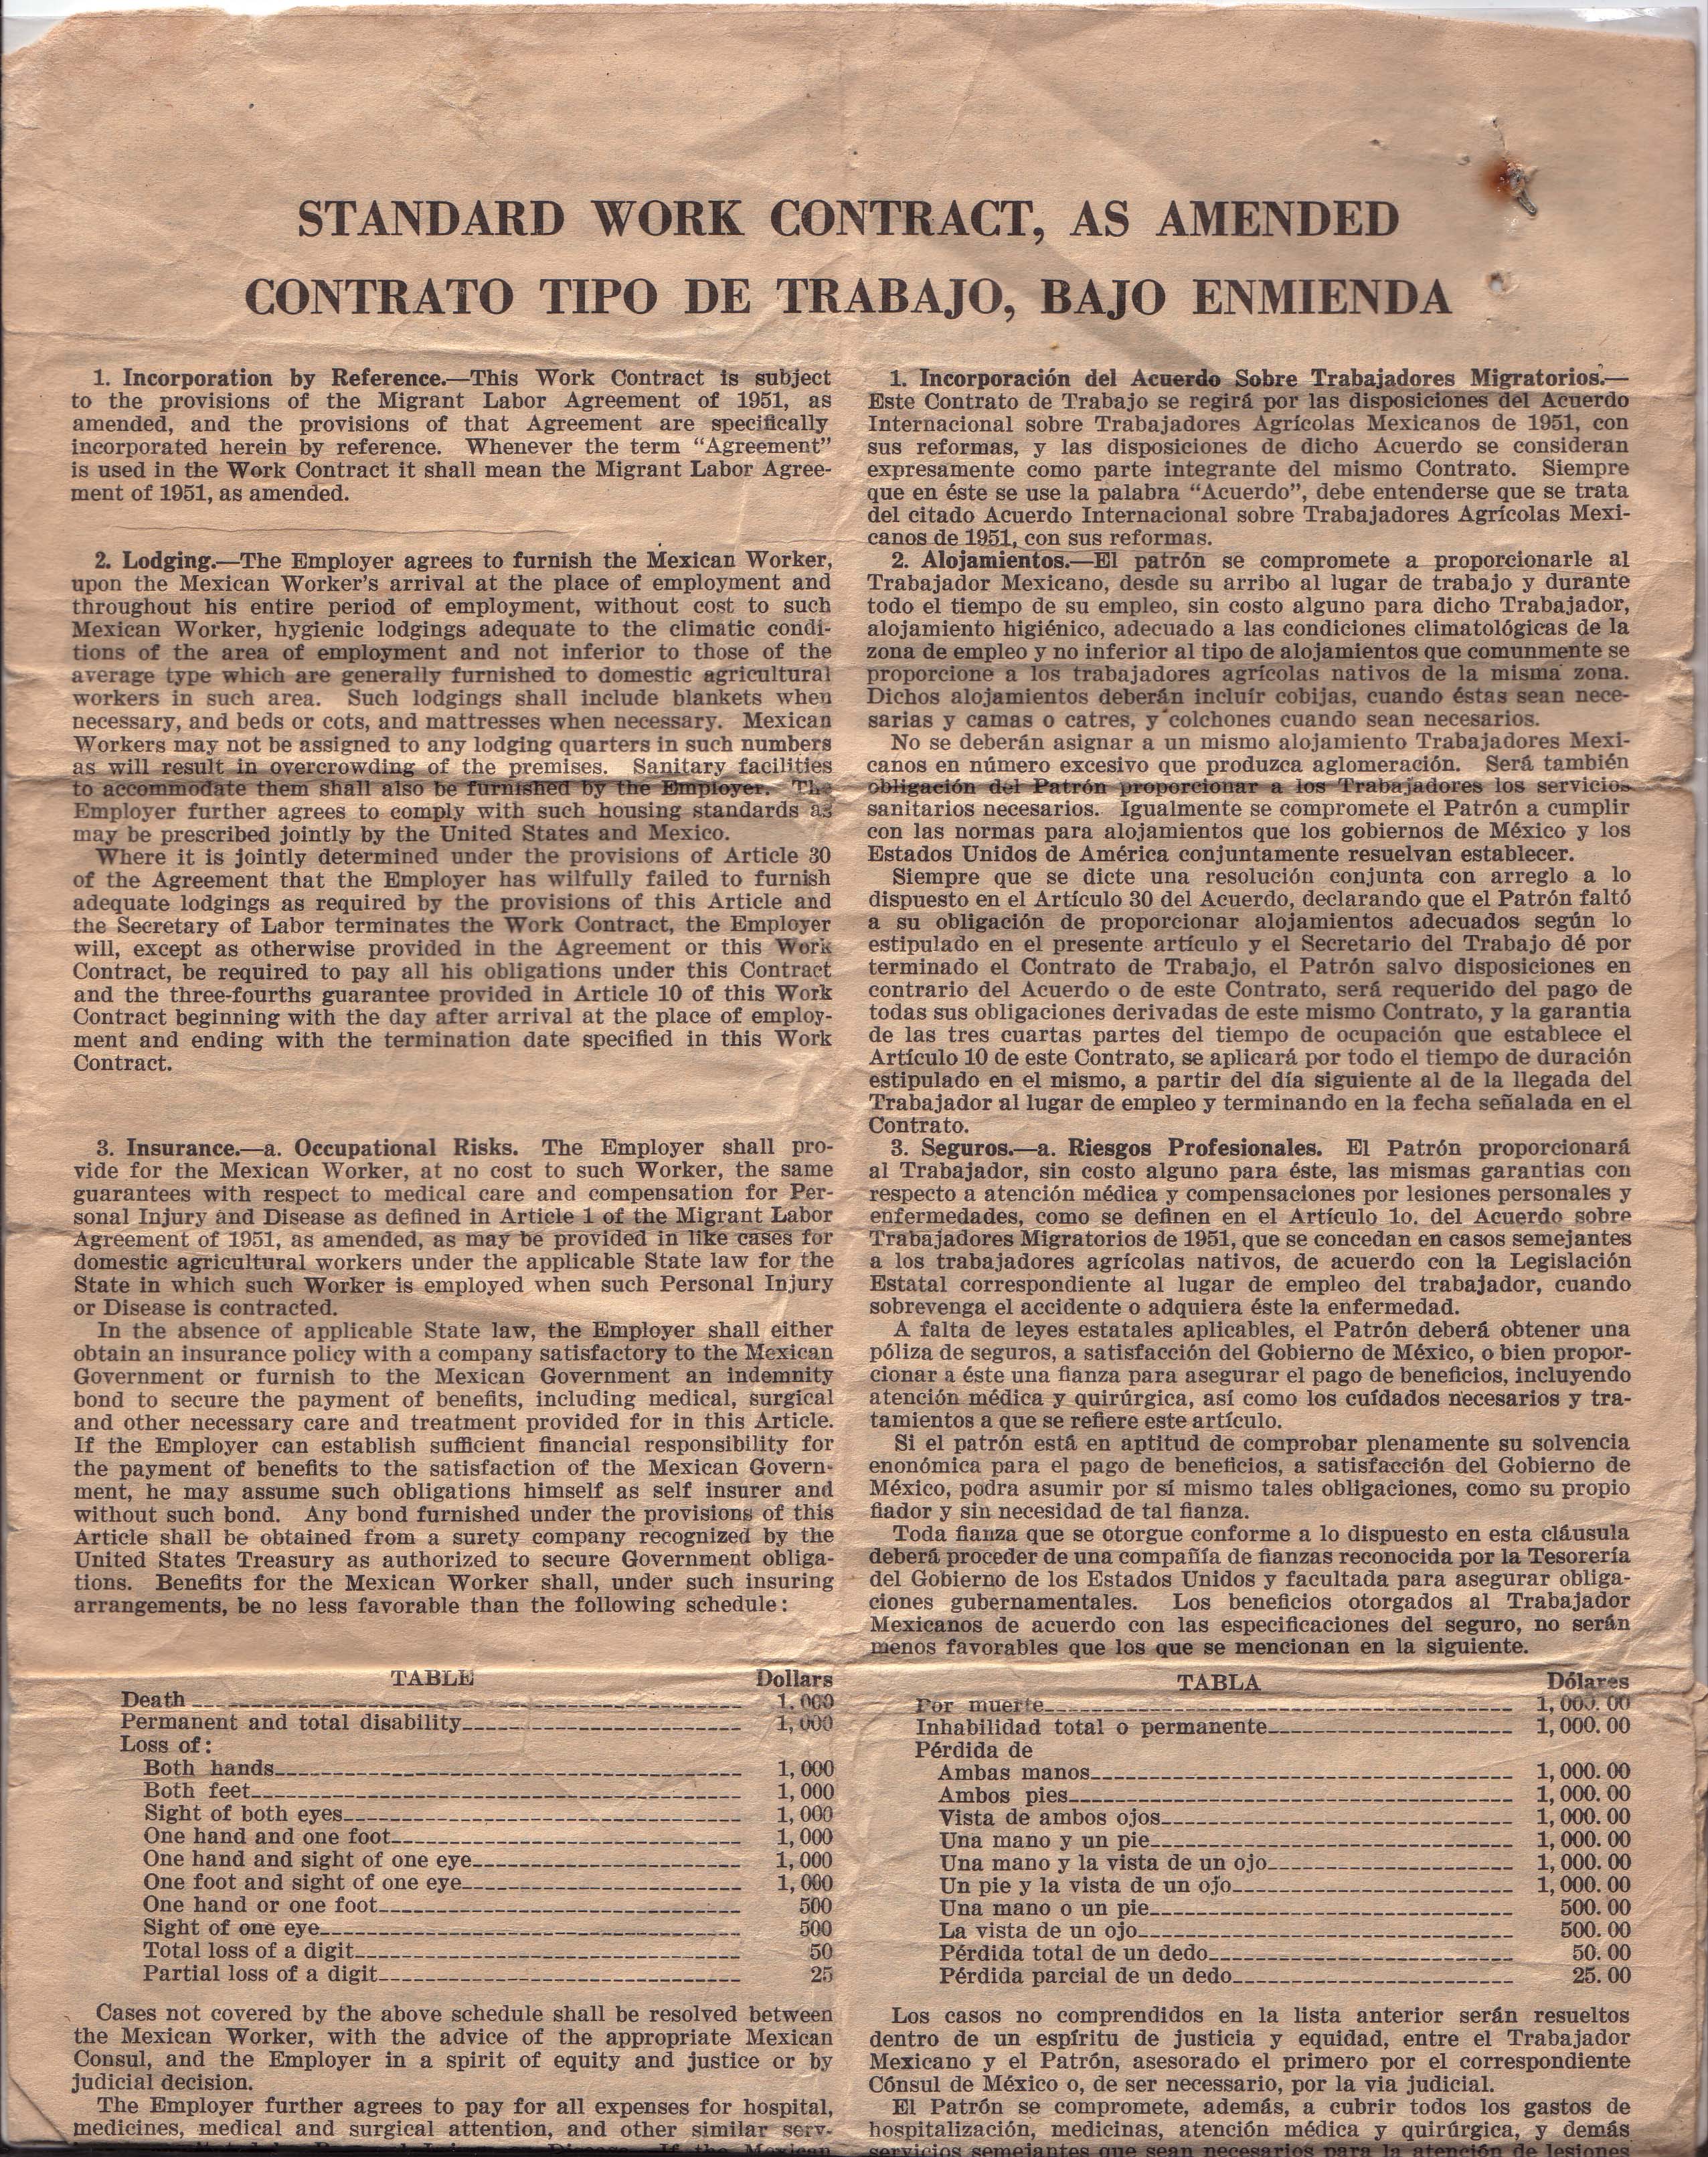 STANDARD WORK CONTRACT, AS AMENDED
CONTRATO TIPO DE TRABAJO, BAJO ENMIENDA
1. Incorporation by Reference.—This Work Contract is subject
to the provisions of the Migrant Labor Agreement of 1951, as
amended, and the provisions of that Agreement are specifically
incorporated herein by reference. Whenever the term “Agreement”
is used in the Work Contract it shall mean the Migrant Labor Agree-
ment of 1951, as amended.
2. Lodging.—The Employer agrees to furnish the Mexican Worker,
upon the Mexican Worker’s arrival at the place of employment and
throughout his entire period of employment, without cost to such
Mexican Worker, hygienic lodgings adequate to the climatic condi-
tions of the area of employment and not inferior to those of the
average type which are generally furnished to domestic agricultural
workers in such area. Such lodgings shall include blankets when
necessary, and beds or cots, and mattresses when necessary. Mexican
Workers may not be assigned to any lodging quarters in such numbers
as will result in overcrowding of the premises. Sanitary facilities
to accommodate them shall also be furnished by the Employer. The
Employer further agrees to comply with such housing standards as
may be prescribed jointly by the United States and Mexico.
Where it is jointly determined under the provisions of Article 30
of the Agreement that the Employer has wilfully failed to furnish
adequate lodgings as required by the provisions of this Article and
the Secretary of Labor terminates the Work Contract, the Employer
will, except as otherwise provided in the Agreement or this Work
Contract, be required to pay all his obligations under this Contract
and the three-fourths guarantee provided in Article 10 of this Work
Contract beginning with the day after arrival at the place of employ-
ment and ending with the termination date specified in this Work
Contract.
3. Insurance.—a. Occupational Risks. The Employer shall pro-
vide for the Mexican Worker, at no cost to such Worker, the same
guarantees with respect to medical care and compensation for Per-
sonal Injury and Disease as defined in Article 1 of the Migrant Labor
Agreement of 1951, as amended, as may be provided in like cases for
domestic agricultural workers under the applicable State law for the
State in which such Worker is employed when such Personal Injury
or Disease is contracted.
In the absence of applicable State law, the Employer shall either
obtain an insurance policy with a company satisfactory to the Mexican
Government or furnish to the Mexican Government an indemnity
bond to secure the payment of benefits, including medical, surgical
and other necessary care and treatment provided for in this Article.
If the Employer can establish sufficient financial responsibility for
the payment of benefits to the satisfaction of the Mexican Govern-
ment, he may assume such obligations himself as self insurer and
without such bond. Any bond furnished under the provisions of this
Article shall be obtained from a surety company recognized by the
United States Treasury as authorized to secure Government obliga-
tions. Benefits for the Mexican Worker shall, under such insuring
arrangements, be no less favorable than the following schedule:
TABLE Dollars
Death 1,000
Permanent and total disability 1,000
Loss of:
Both hands 1,000
Both feet 1,000
Sight of both eyes 1,000
One hand and one foot 1,000
One hand and sight of one eye 1,000
One foot and sight of one eye 1,000
One hand or one foot 500
Sight of one eye 500
Total loss of a digit 50
Partial loss of a digit 25
Cases not covered by the above schedule shall be resolved between
the Mexican Worker, with the advice of the appropriate Mexican
Consul, and the Employer in a spirit of equity and justice or by
judicial decision.
The Employer further agrees to pay for all expenses for hospital,
medicines, medical and surgical attention, and other similar serv-
1. Incorporación del Acuerdo Sobre Trabajadores Migratorios.—
Este Contrato de Trabajo se regirá por las disposiciones del Acuerdo
Internacional sobre Trabajadores Agrícolas Mexicanos de 1951, con
sus reformas, y las disposiciones de dicho Acuerdo se consideran
expresamente como parte integrante del mismo Contrato. Siempre
que en éste se use la palabra “Acuerdo”, debe entenderse que se trata
del citado Acuerdo Internacional sobre Trabajadores Agrícolas Mexi-
canos de 1951, con sus reformas.
2. Alojamientos.—El patrón se compromete a proporcionarle al
Trabajador Mexicano, desde su arribo al lugar de trabajo y durante
todo el tiempo de su empleo, sin costo alguno para dicho Trabajador,
alojamiento higiénico, adecuado a las condiciones climatológicas de la
zona de empleo y no inferior al tipo de alojamientos que comunmente se
proporcione a los trabajadores agrícolas nativos de la misma zona.
Dichos alojamientos deberán incluír cobijas, cuando éstas sean nece-
sarias y camas o catres, y colchones cuando sean necesarios.
No se deberán asignar a un mismo alojamiento Trabajadores Mexi-
canos en número excesivo que produzca aglomeración. Será también
obligación del Patrón proporcionar a los Trabajadores los servicios
sanitarios necesarios. Igualmente se compromete el Patrón a cumplir
con las normas para alojamientos que los gobiernos de México y los
Estados Unidos de América conjuntamente resuelvan establecer.
Siempre que se dicte una resolución conjunta con arreglo a lo
dispuesto en el Artículo 30 del Acuerdo, declarando que el Patrón faltó
a su obligación de proporcionar alojamientos adecuados según lo
estipulado en el presente artículo y el Secretario del Trabajo dé por
terminado el Contrato de Trabajo, el Patrón salvo disposiciones en
contrario del Acuerdo o de este Contrato, será requerido del pago de
todas sus obligaciones derivadas de este mismo Contrato, y la garantia
de las tres cuartas partes del tiempo de ocupación que establece el
Artículo 10 de este Contrato, se aplicará por todo el tiempo de duración
estipulado en el mismo, a partir del día siguiente al de la llegada del
Trabajador al lugar de empleo y terminando en la fecha señalada en el
Contrato.
3. Seguros.—a. Riesgos Profesionales. El Patrón proporcionará
al Trabajador, sin costo alguno para éste, las mismas garantias con
respecto a atención médica y compensaciones por lesiones personales y
enfermedades, como se definen en el Artículo 1o. del Acuerdo sobre
Trabajadores Migratorios de 1951, que se concedan en casos semejantes
a los trabajadores agrícolas nativos, de acuerdo con la Legislación
Estatal correspondiente al lugar de empleo del trabajador, cuando
sobrevenga el accidente o adquiera éste la enfermedad.
A falta de leyes estatales aplicables, el Patrón deberá obtener una
póliza de seguros, a satisfacción del Gobierno de México, o bien propor-
cionar a éste una fianza para asegurar el pago de beneficios, incluyendo
atención médica y quirúrgica, así como los cuídados necesarios y tra-
tamientos a que se refiere este artículo.
Si el patrón está en aptitud de comprobar plenamente su solvencia
enonómica para el pago de beneficios, a satisfacción del Gobierno de
México, podra asumir por sí mismo tales obligaciones, como su propio
fiador y sin necesidad de tal fianza.
Toda fianza que se otorgue conforme a lo dispuesto en esta cláusula
deberá proceder de una compañía de fianzas reconocida por la Tesorería
del Gobierno de los Estados Unidos y facultada para asegurar obliga-
ciones gubernamentales. Los beneficios otorgados al Trabajador
Mexicanos de acuerdo con las especificaciones del seguro, no serán
menos favorables que los que se mencionan en la siguiente.
TABLA Dólares
Por muerte 1,000.00
Inhabilidad total o permanente 1,000.00
Pérdida de
Ambas manos 1,000.00
Ambos pies 1,000.00
Vista de ambos ojos 1,000.00
Una mano y un pie 1,000.00
Una mano y la vista de un ojo 1,000.00
Un pie y la vista de un ojo 1,000.00
Una mano o un pie 500.00
La vista de un ojo 500.00
Pérdida total de un dedo 50.00
Pérdida parcial de un dedo 25.00
Los casos no comprendidos en la lista anterior serán resueltos
dentro de un espíritu de justicia y equidad, entre el Trabajador
Mexicano y el Patrón, asesorado el primero por el correspondiente
Cónsul de México o, de ser necesario, por la via judicial.
El Patrón se compromete, además, a cubrir todos los gastos de
hospitalización, medicinas, atención médica y quirúrgica, y demás
servicios semejantes que sean necesarios para la atención de lesiones